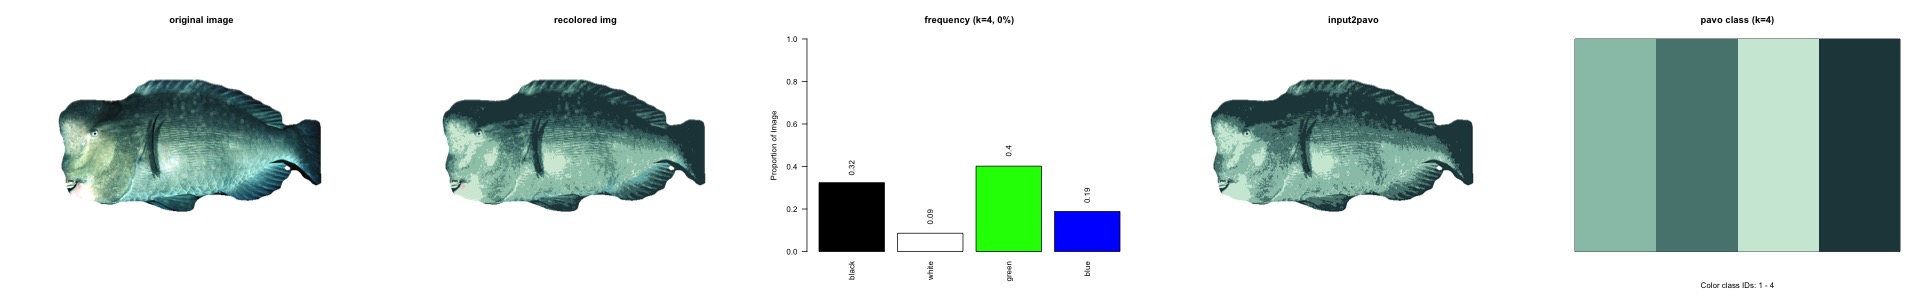 original image
recolored img
frequency (k=4, 0%)
input2pavo
pavo class (k=4)
Proportion of Image
1.0
0.8
0.6
0.4
0.2
0.0
0.32
0.09
0.4
0.19
black
white
green
blue
Color class IDs: 1 - 4